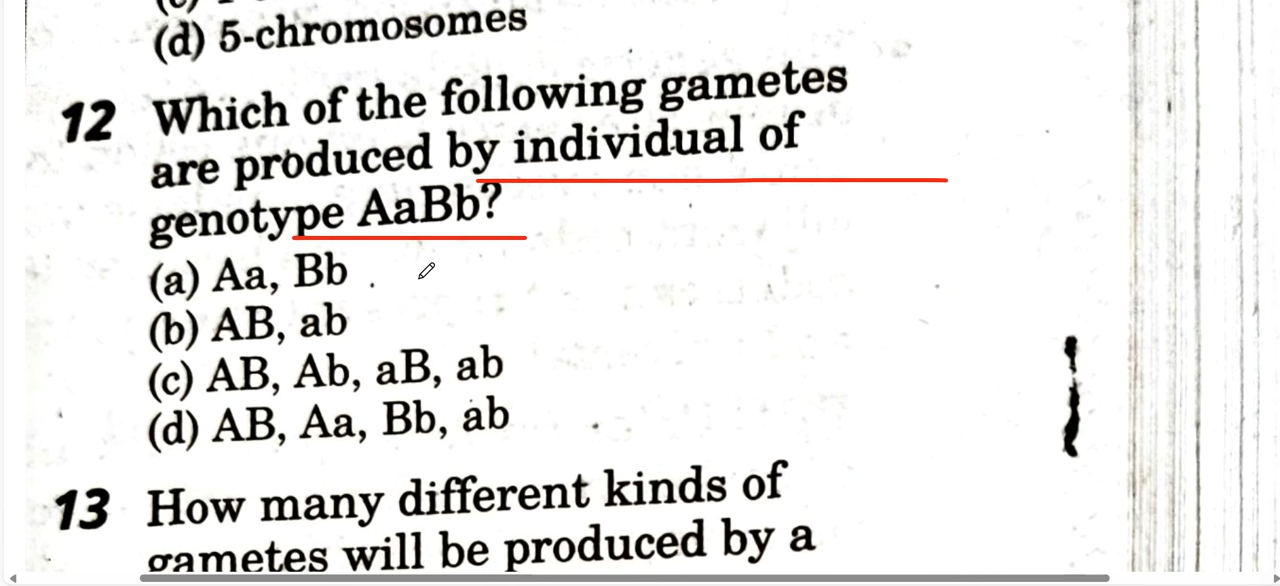 (d) 5-chromosomes
12 Which of the following gametes
are produced by individual of
genotype AaBb?
(a) Aa, Bb
(b) AB, ab
(c) AB, Ab, aB, ab
(d) AB, Aa, Bb, ab
13 How many different kinds of
gametes will be produced by a